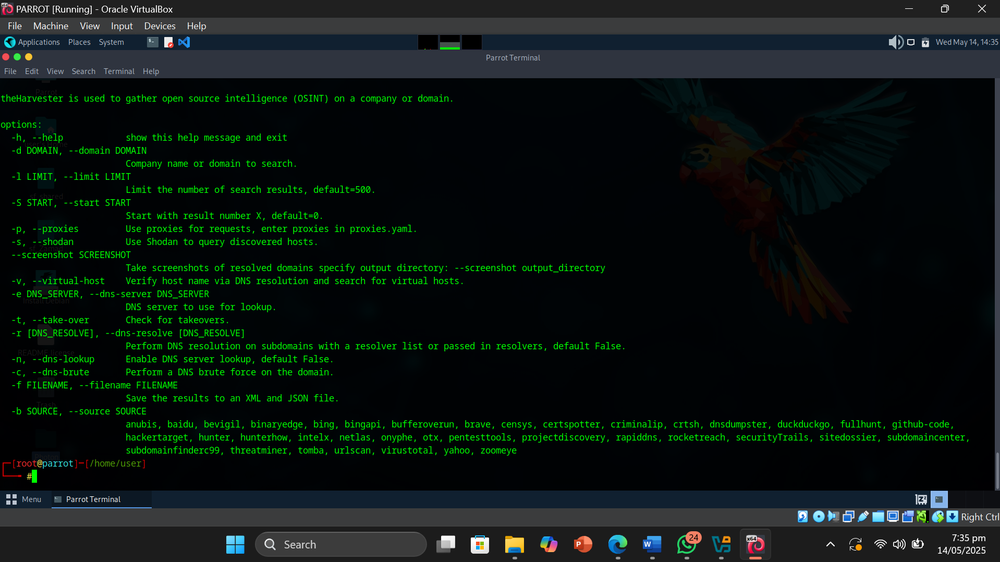 PARROT [Running] - Oracle VirtualBox
File Machine View Input Devices Help
Applications Places System
Wed May 14, 14:35
Parrot Terminal
File Edit View Search Terminal Help
Parrot
theHarvester is used to gather open source intelligence (OSINT) on a company or domain.
options:
-h, --help show this help message and exit
user's Home
-d DOMAIN, --domain DOMAIN
Company name or domain to search.
-l LIMIT, --limit LIMIT
Limit the number of search results, default=500.
-S START, --start START
Start with result number X, default=0.
-p, --proxies Use proxies for requests, enter proxies in proxies.yaml.
-s, --shodan Use Shodan to query discovered hosts.
--screenshot SCREENSHOT
Take screenshots of resolved domains specify output directory: --screenshot output_directory
-v, --virtual-host Verify host name via DNS resolution and search for virtual hosts.
-e DNS_SERVER, --dns-server DNS_SERVER
Install Debian
DNS server to use for lookup.
-t, --take-over Check for takeovers.
-r [DNS_RESOLVE], --dns-resolve [DNS_RESOLVE]
Perform DNS resolution on subdomains with a resolver list or passed in resolvers, default False.
README license
-n, --dns-lookup Enable DNS server lookup, default False.
-c, --dns-brute Perform a DNS brute force on the domain.
-f FILENAME, --filename FILENAME
Save the results to an XML and JSON file.
Trash
-b SOURCE, --source SOURCE
anubis, baidu, bevigil, binaryedge, bing, bingapi, bufferoverun, brave, censys, certspotter, criminalip, crtsh, dnsdumpster, duckduckgo, fullhunt, github-code,
hackertarget, hunter, hunterhow, intelx, netlas, onyphe, otx, pentesttools, projectdiscovery, rapiddns, rocketreach, securityTrails, sitedossier, subdomaincenter,
subdomainfinderc99, threatminer, tomba, urlscan, virustotal, yahoo, zoomeye
Photon
[root@parrot]─[/home/user]
#
Menu Parrot Terminal
Right Ctrl
Search
24
x64
7:35 pm
14/05/2025